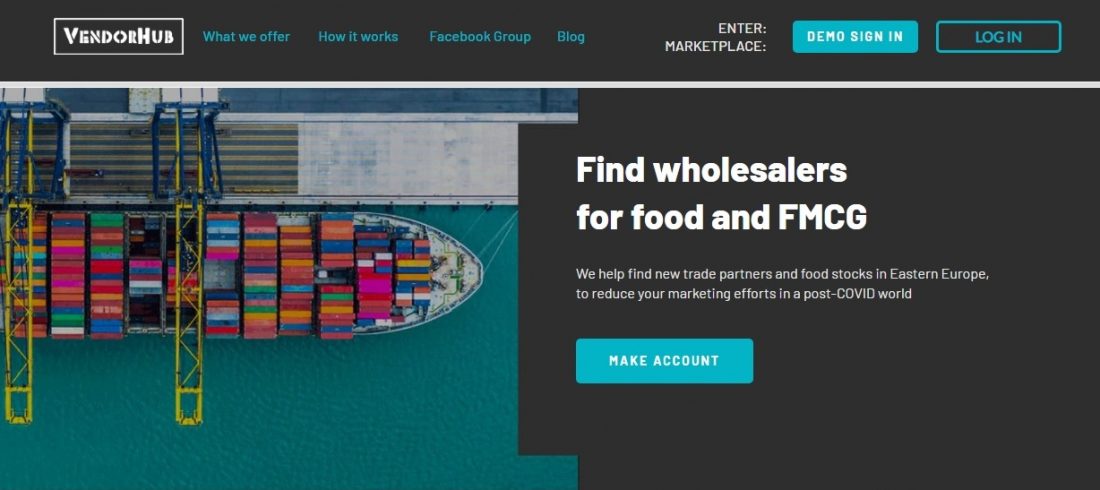 VENDORHUB
What we offer
How it works
Facebook Group
Blog
ENTER:
MARKETPLACE:
DEMO SIGN IN
LOG IN
Find wholesalers
for food and FMCG
We help find new trade partners and food stocks in Eastern Europe,
to reduce your marketing efforts in a post-COVID world
MAKE ACCOUNT